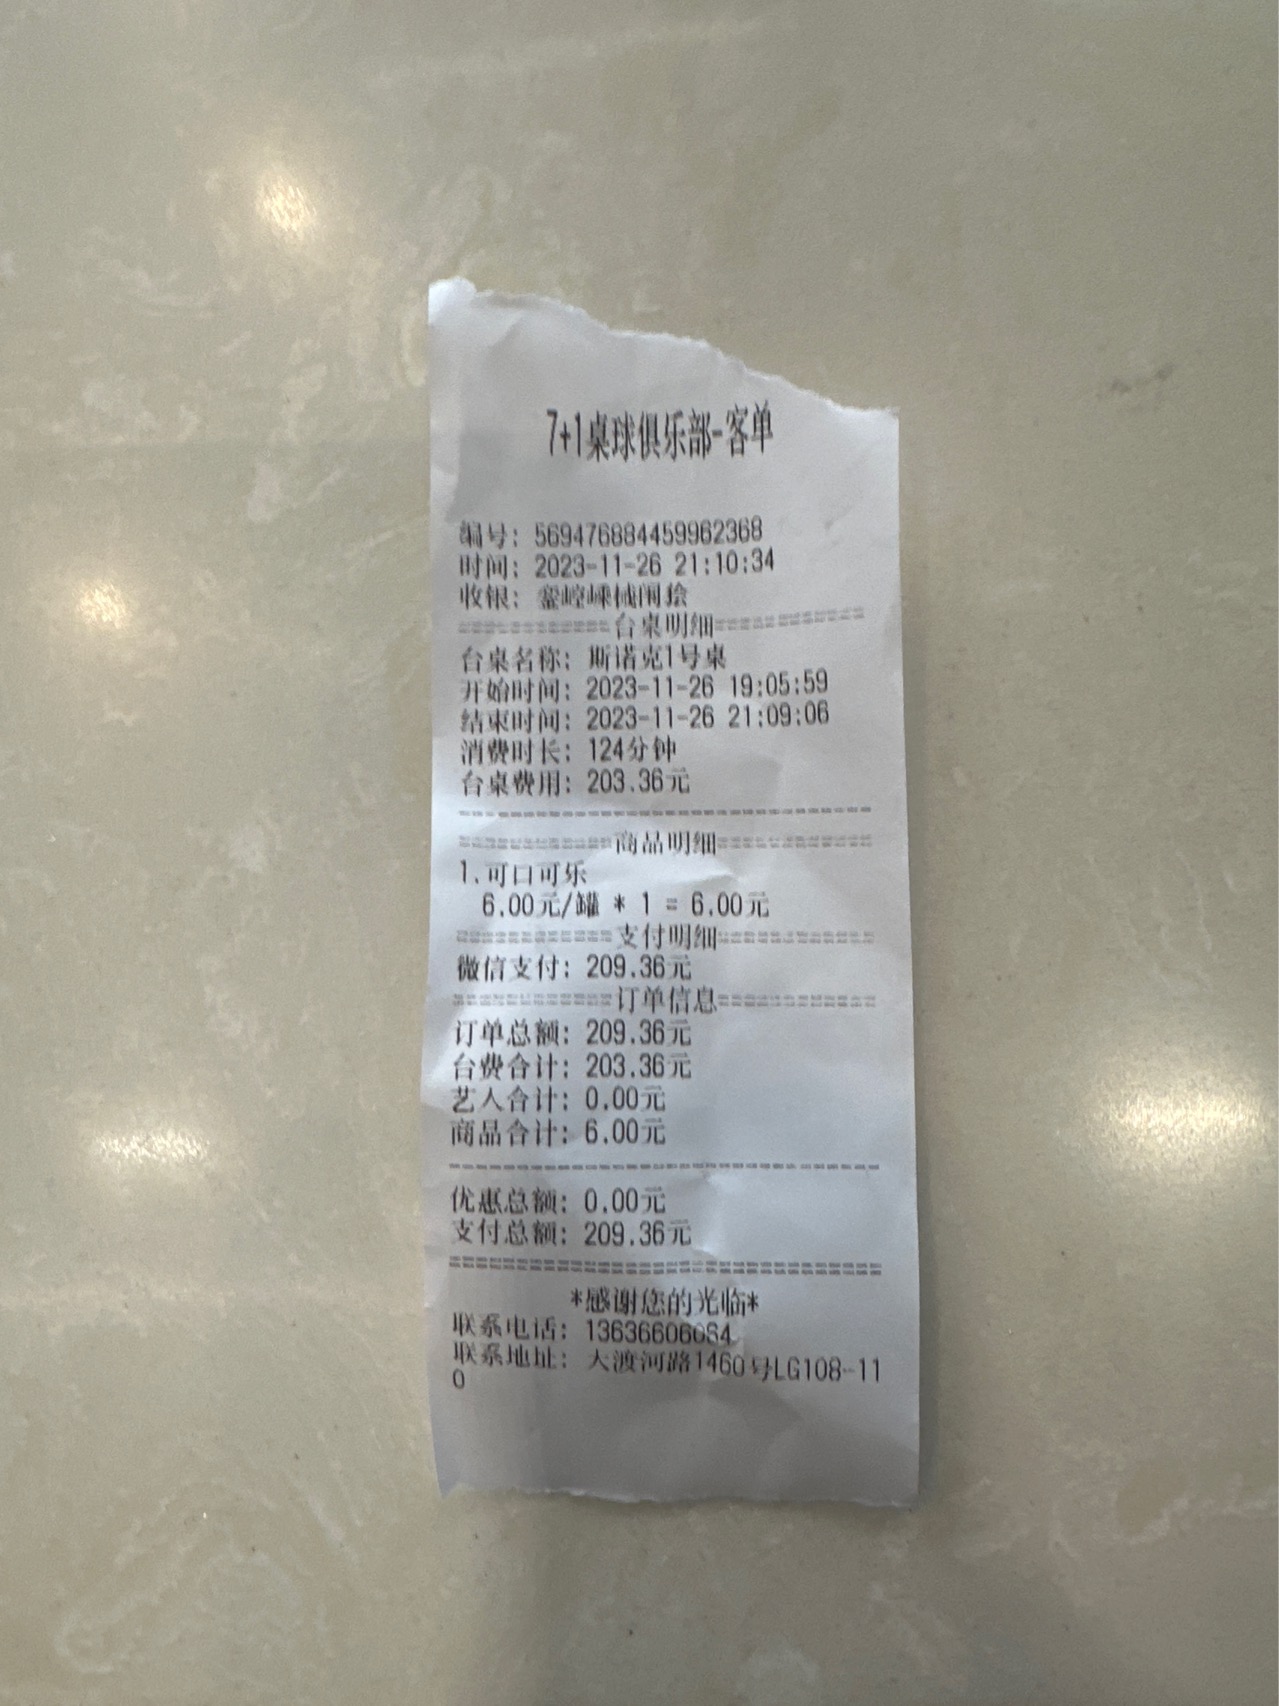 7+1桌球俱乐部-客单
编号: 569476884459962368
时间: 2023-11-26 21:10:34
收银:
==============台桌明细==============
台桌名称: 斯诺克1号桌
开始时间: 2023-11-26 19:05:59
结束时间: 2023-11-26 21:09:06
消费时长: 124分钟
台桌费用: 203.36元
--------------------------------
==============商品明细==============
1.可口可乐
6.00元/罐 * 1 = 6.00元
==============支付明细==============
微信支付: 209.36元
==============订单信息==============
订单总额: 209.36元
台费合计: 203.36元
艺人合计: 0.00元
商品合计: 6.00元
--------------------------------
优惠总额: 0.00元
支付总额: 209.36元
================================
*感谢您的光临*
联系电话: 13636606084
联系地址: 大渡河路1460号LG108-11
0